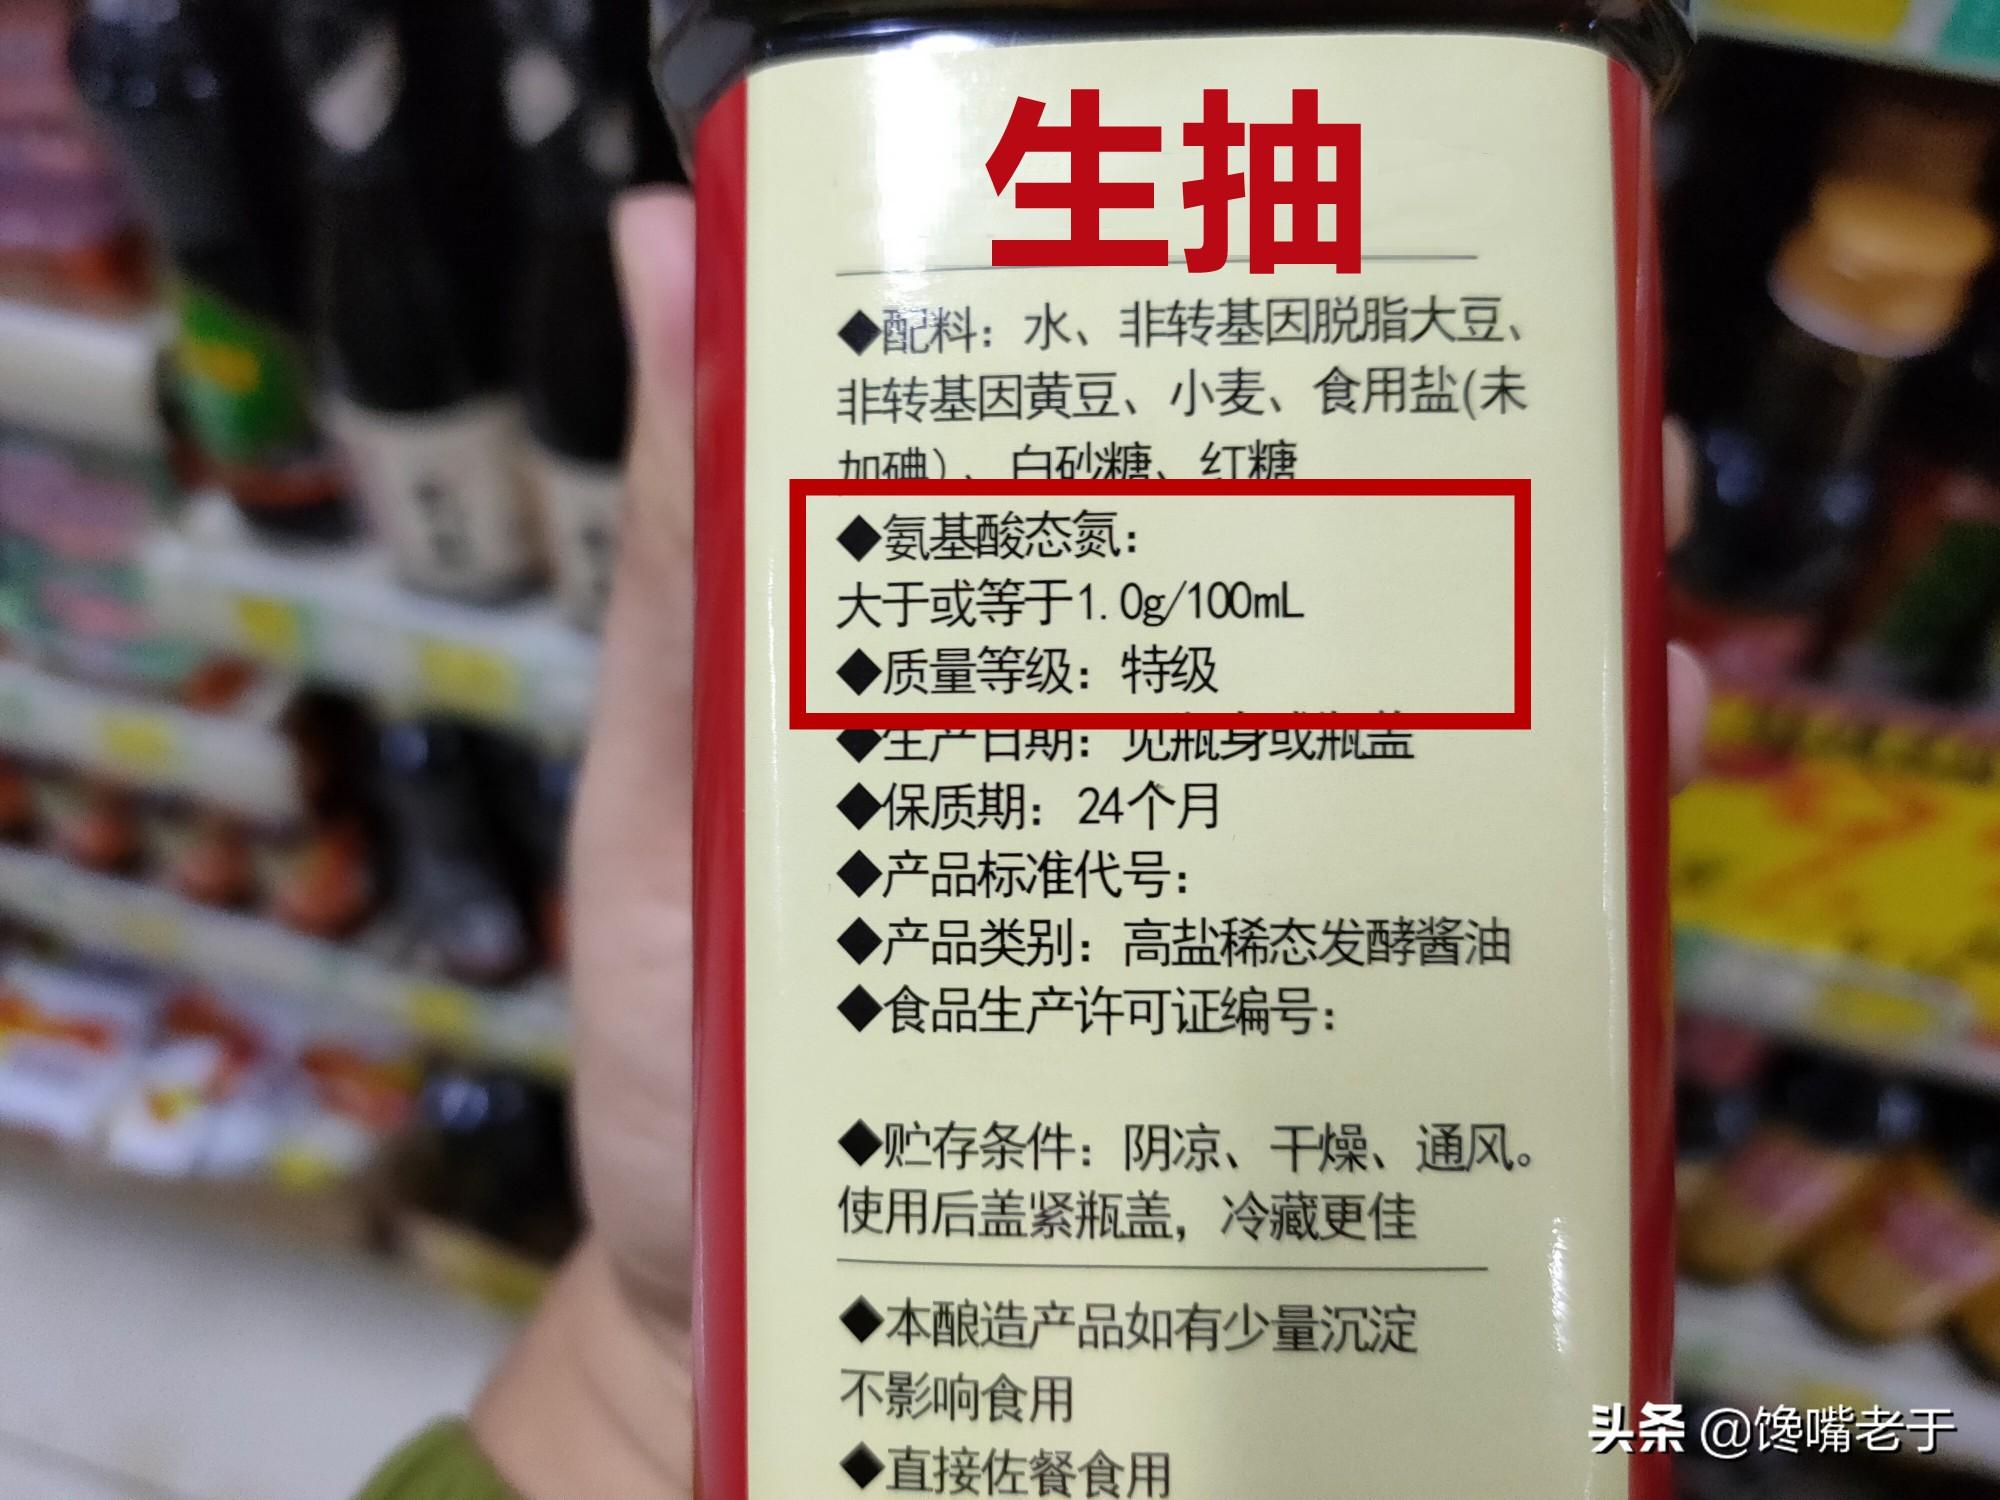 生抽
◆配料：水、非转基因脱脂大豆、
非转基因黄豆、小麦、食用盐(未
加碘)、白砂糖、红糖
◆氨基酸态氮：
大于或等于1.0g/100mL
◆质量等级：特级
◆生产日期：见瓶身或瓶盖
◆保质期：24个月
◆产品标准代号：
◆产品类别：高盐稀态发酵酱油
◆食品生产许可证编号：
◆贮存条件：阴凉、干燥、通风。
使用后盖紧瓶盖，冷藏更佳
◆本酿造产品如有少量沉淀
不影响食用
◆直接佐餐食用
头条 @馋嘴老于